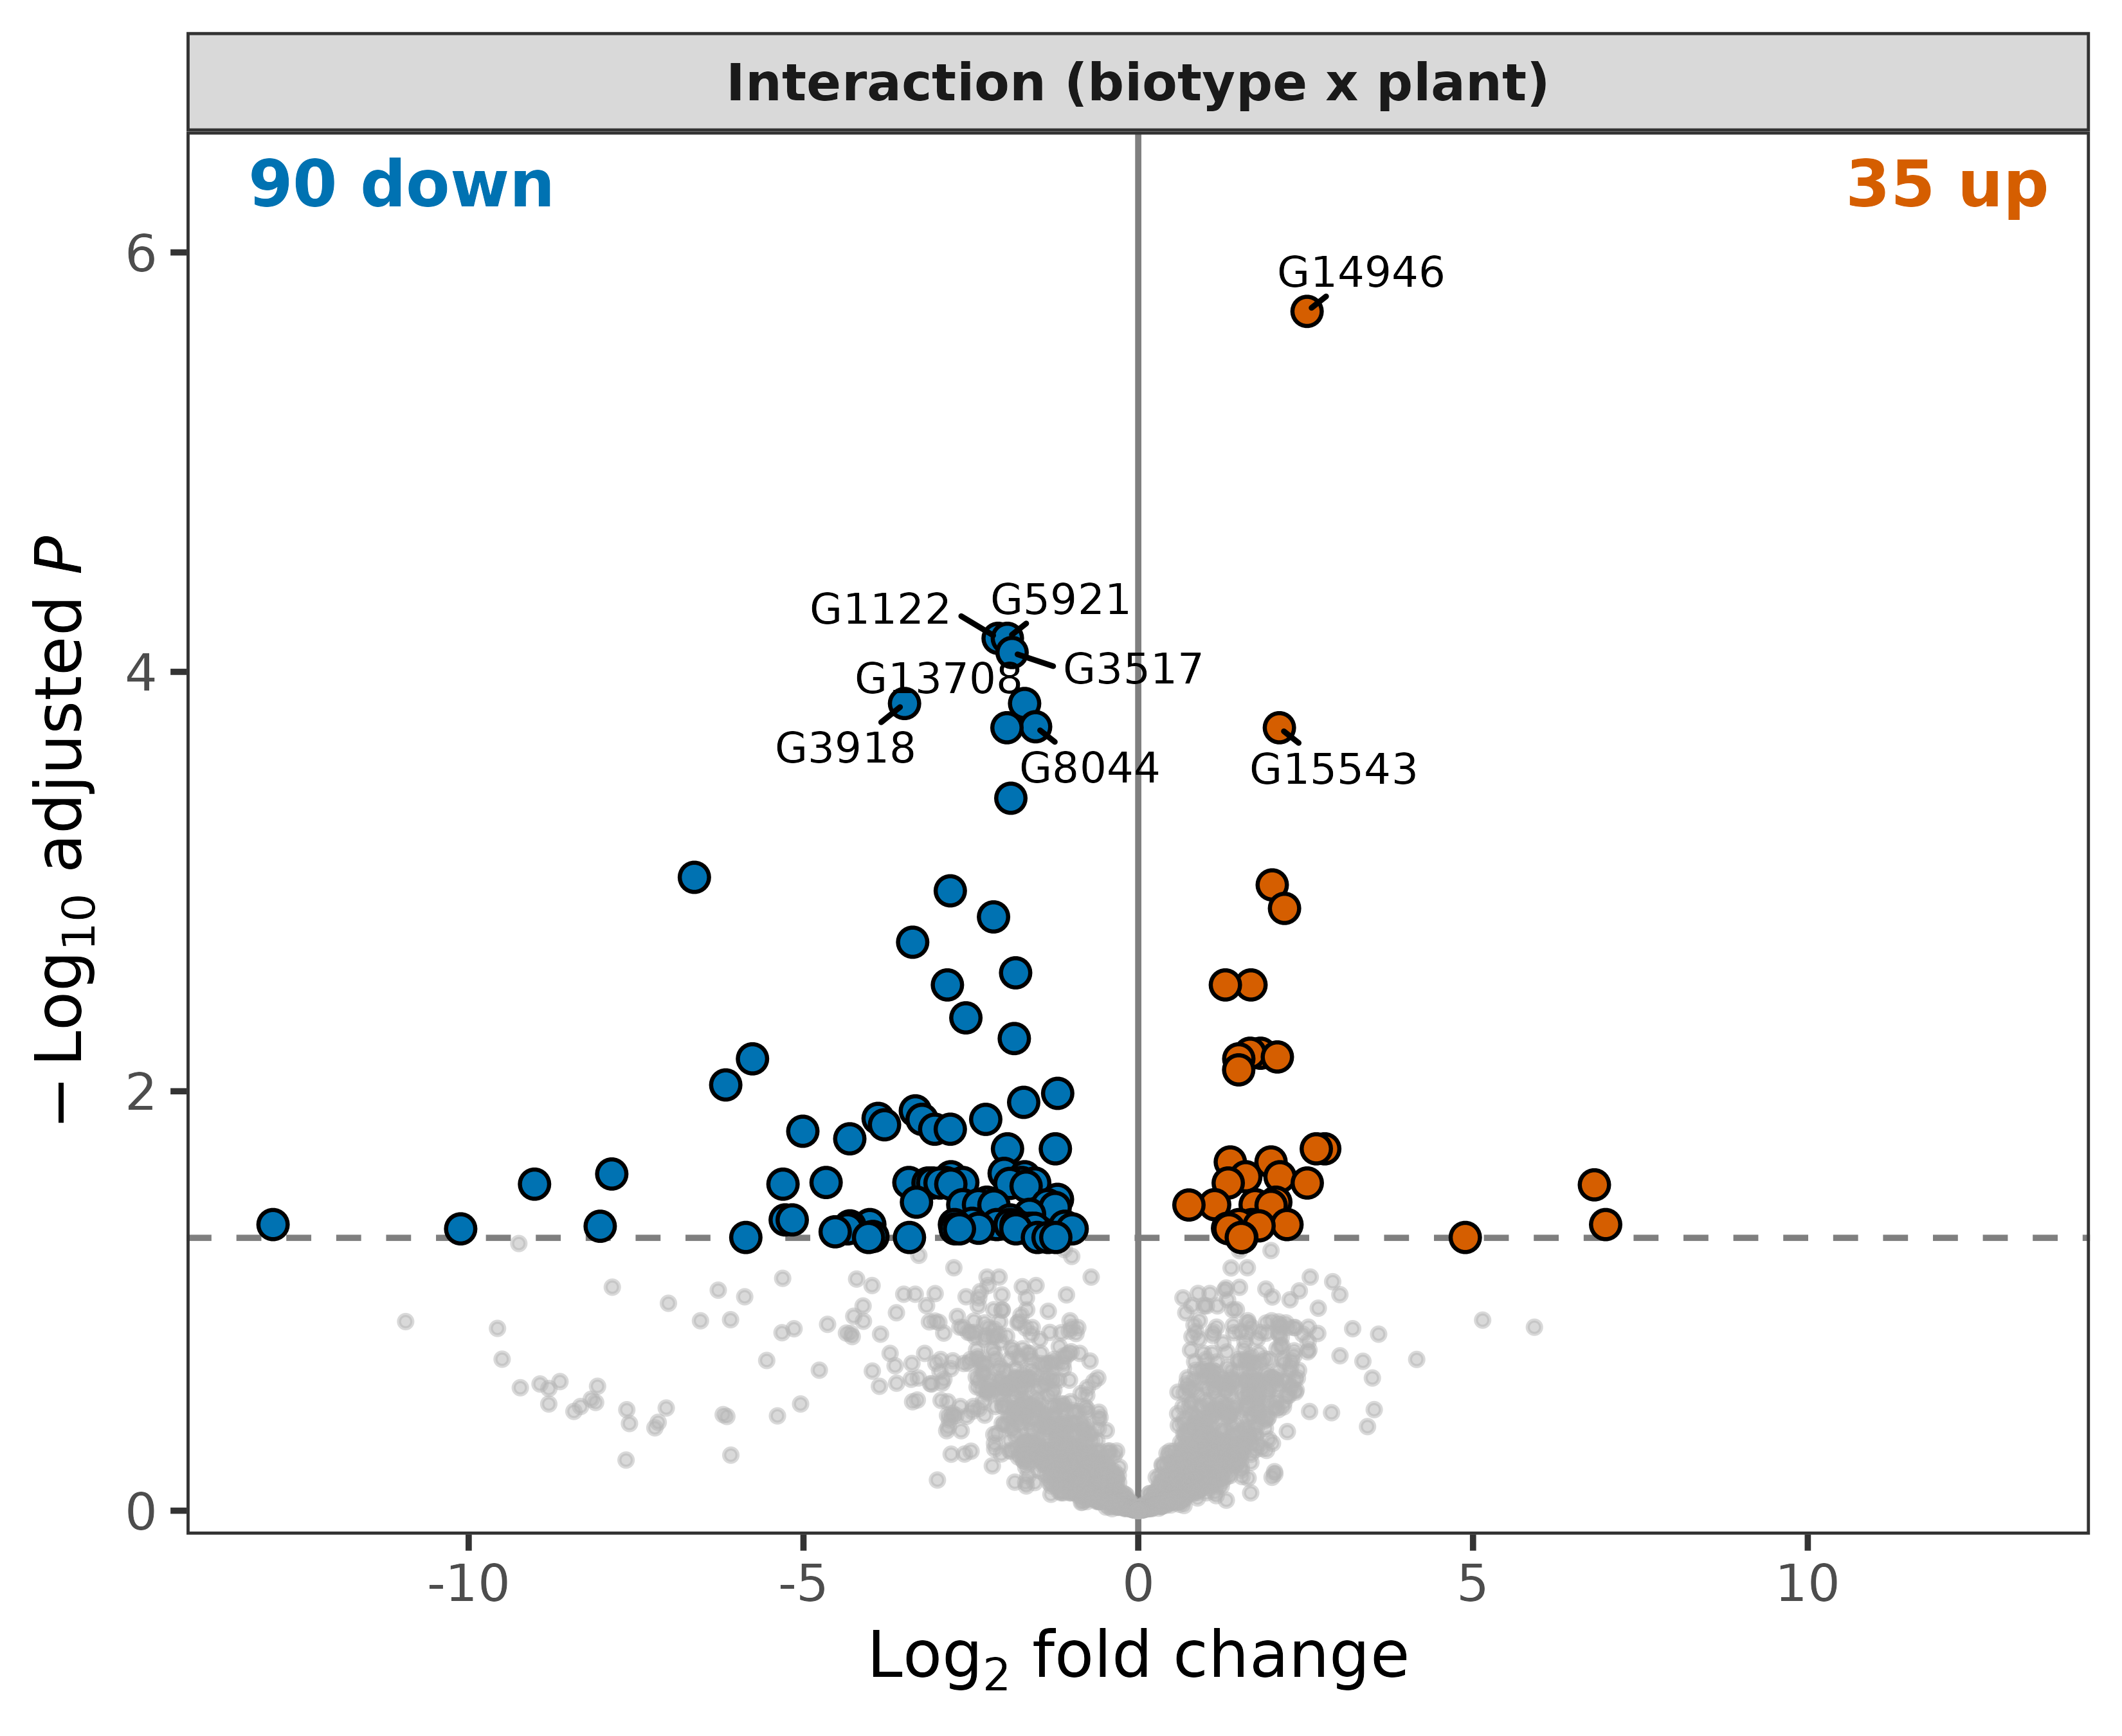 Interaction (biotype x plant)
90 down
35 up
G14946
G1122
G5921
G3517
G13708
G3918
G8044
G15543
6
4
2
0
−Log₁₀ adjusted P
-10
-5
0
5
10
Log₂ fold change